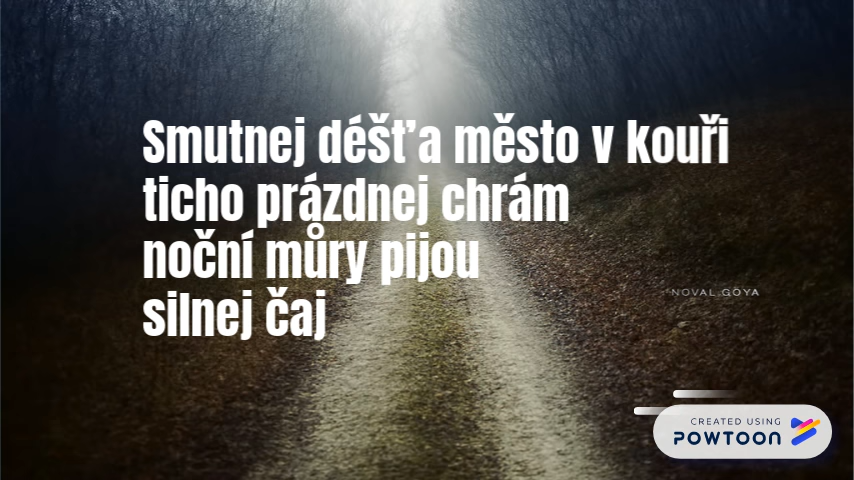 Smutnej déšť a město v kouři
ticho prázdnej chrám
noční můry pijou
silnej čaj
NOVAL GOYA
CREATED USING
POWTOON